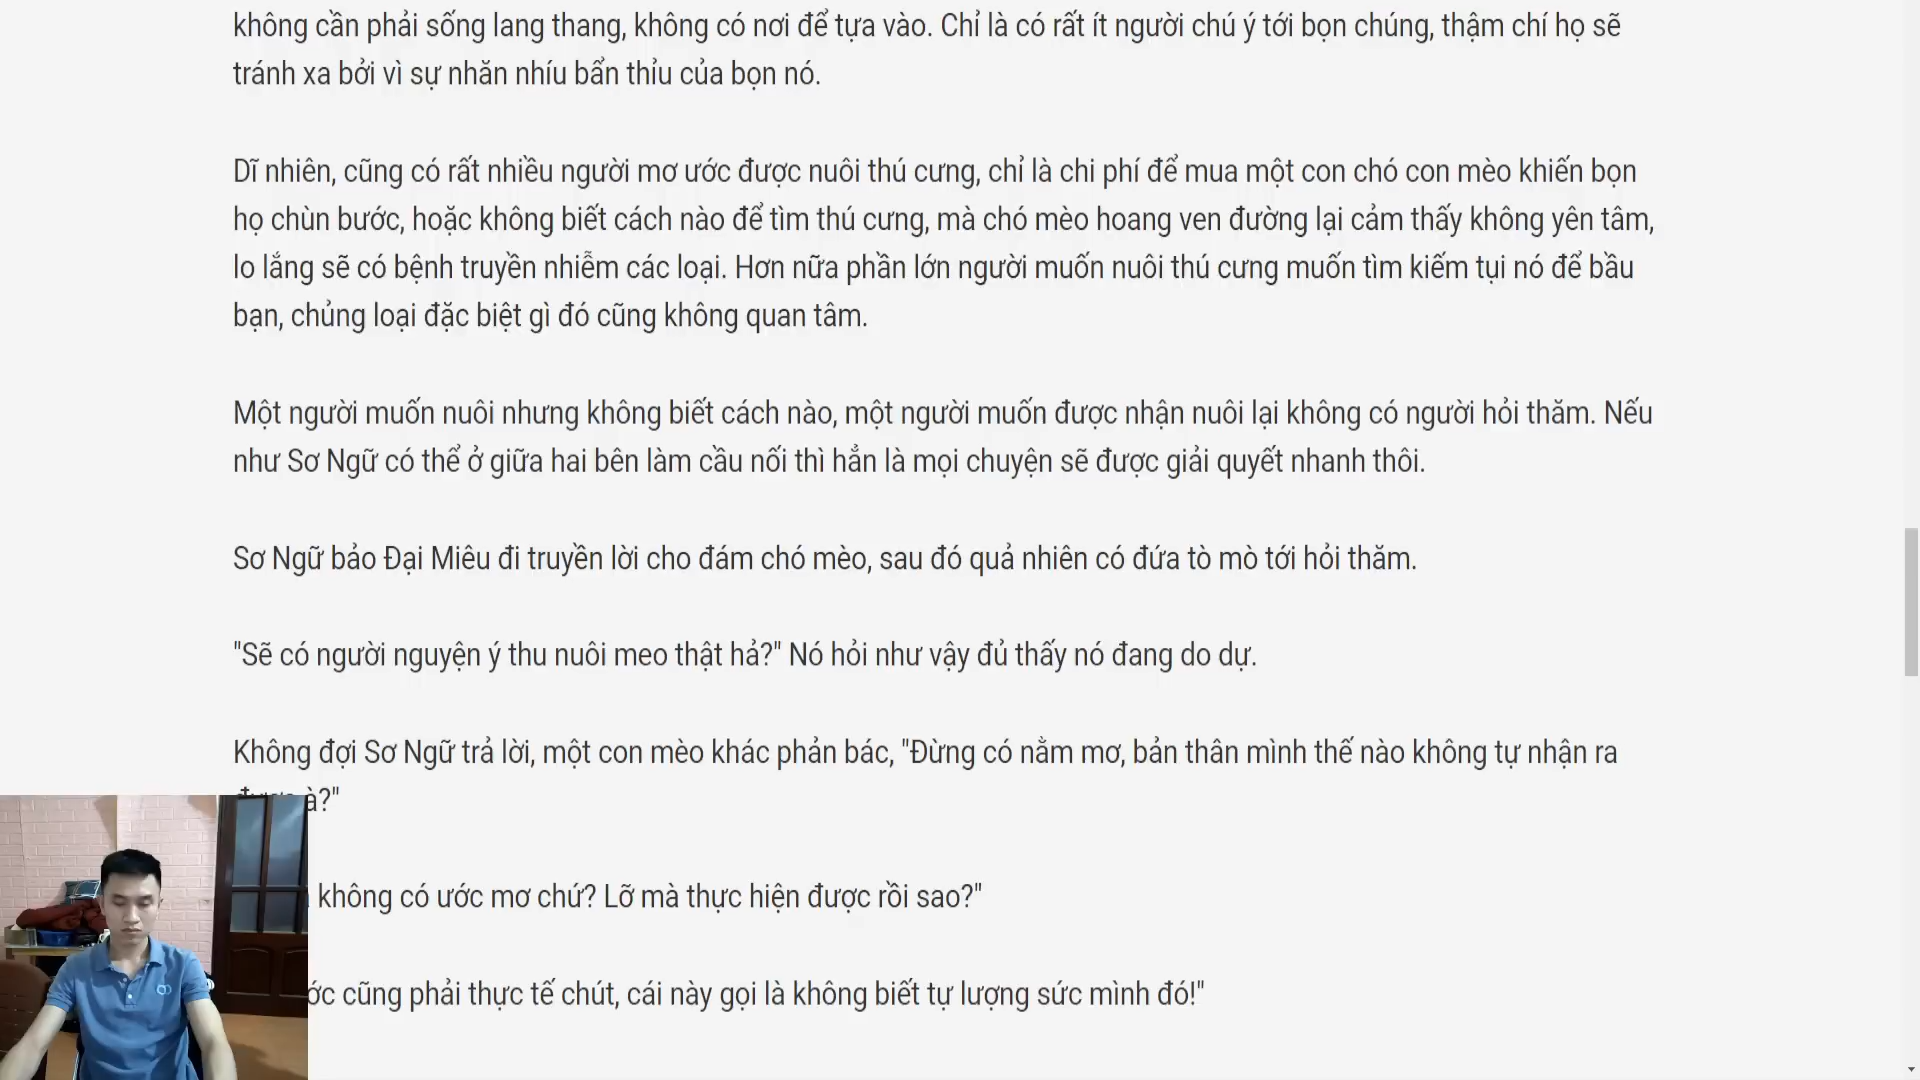 không cần phải sống lang thang, không có nơi để tựa vào. Chỉ là có rất ít người chú ý tới bọn chúng, thậm chí họ sẽ
tránh xa bởi vì sự nhăn nhíu bẩn thỉu của bọn nó.
Dĩ nhiên, cũng có rất nhiều người mơ ước được nuôi thú cưng, chỉ là chi phí để mua một con chó con mèo khiến bọn
họ chùn bước, hoặc không biết cách nào để tìm thú cưng, mà chó mèo hoang ven đường lại cảm thấy không yên tâm,
lo lắng sẽ có bệnh truyền nhiễm các loại. Hơn nữa phần lớn người muốn nuôi thú cưng muốn tìm kiếm tụi nó để bầu
bạn, chủng loại đặc biệt gì đó cũng không quan tâm.
Một người muốn nuôi nhưng không biết cách nào, một người muốn được nhận nuôi lại không có người hỏi thăm. Nếu
như Sơ Ngữ có thể ở giữa hai bên làm cầu nối thì hẳn là mọi chuyện sẽ được giải quyết nhanh thôi.
Sơ Ngữ bảo Đại Miêu đi truyền lời cho đám chó mèo, sau đó quả nhiên có đứa tò mò tới hỏi thăm.
"Sẽ có người nguyện ý thu nuôi meo thật hả?" Nó hỏi như vậy đủ thấy nó đang do dự.
Không đợi Sơ Ngữ trả lời, một con mèo khác phản bác, "Đừng có nằm mơ, bản thân mình thế nào không tự nhận ra
à?"
không có ước mơ chứ? Lỡ mà thực hiện được rồi sao?"
cũng phải thực tế chút, cái này gọi là không biết tự lượng sức mình đó!"